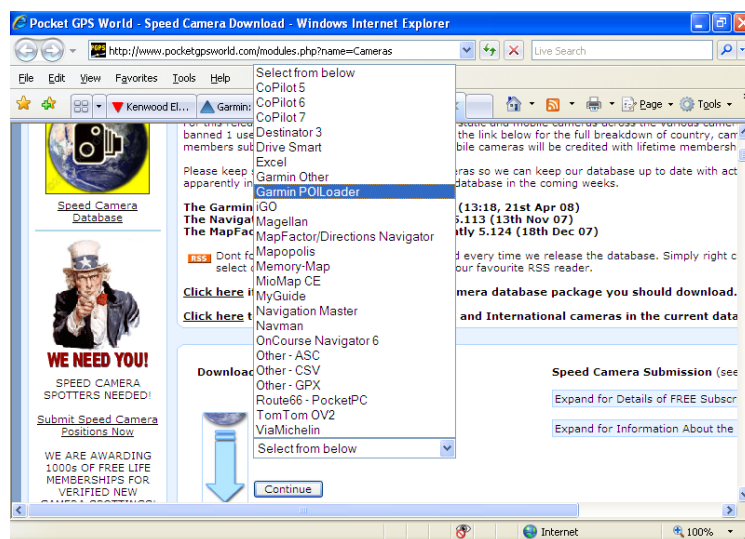 Pocket GPS World - Speed Camera Download - Windows Internet Explorer
http://www.pocketgpsworld.com/modules.php?name=Cameras
Live Search
File Edit View Favorites Tools Help
Kenwood El...
Garmin:
Page
Tools
Speed Camera
Database
WE NEED YOU!
SPEED CAMERA
SPOTTERS NEEDED!
Submit Speed Camera
Positions Now
WE ARE AWARDING
1000s OF FREE LIFE
MEMBERSHIPS FOR
VERIFIED NEW
banned 1 use
members sub
Please keep
apparently in
The Garmin
The Navigat
The MapFac
RSS Dont fo
select
Click here i
Click here t
Download
Select from below
CoPilot 5
CoPilot 6
CoPilot 7
Destinator 3
Drive Smart
Excel
Garmin Other
Garmin POILoader
iGO
Magellan
MapFactor/Directions Navigator
Mapopolis
Memory-Map
MioMap CE
MyGuide
Navigation Master
Navman
OnCourse Navigator 6
Other - ASC
Other - CSV
Other - GPX
Route66 - PocketPC
TomTom OV2
ViaMichelin
Select from below
Continue
the link below for the full breakdown of country, cam
bile cameras will be credited with lifetime membersh
eras so we can keep our database up to date with act
database in the coming weeks.
(13:18, 21st Apr 08)
5.113 (13th Nov 07)
ntly 5.124 (18th Dec 07)
d every time we release the database. Simply right c
our favourite RSS reader.
mera database package you should download.
and International cameras in the current data
Speed Camera Submission (see
Expand for Details of FREE Subscr
Expand for Information About the
Internet
100%